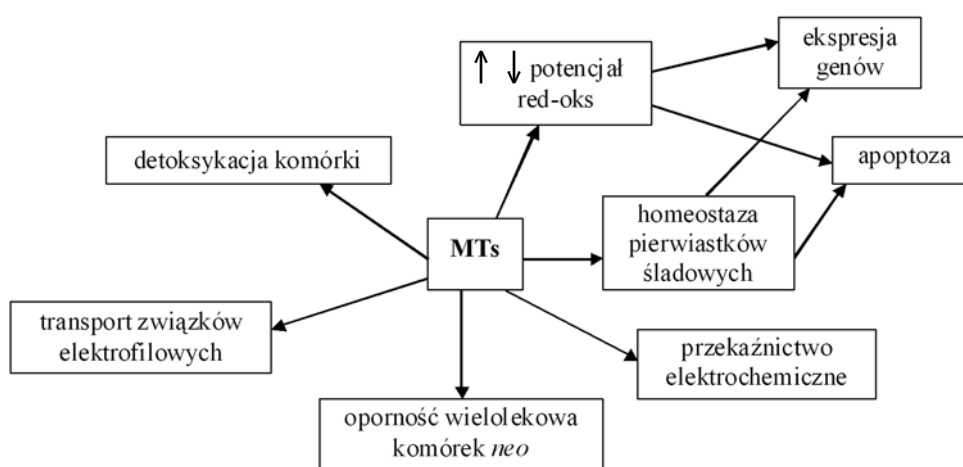 ekspresja
genów
↑ ↓ potencjał
red-oks
detoksykacja komórki
apoptoza
homeostaza
pierwiastków
śladowych
MTs
transport związków
elektrofilowych
przekaźnictwo
elektrochemiczne
oporność wielolekowa
komórek neo